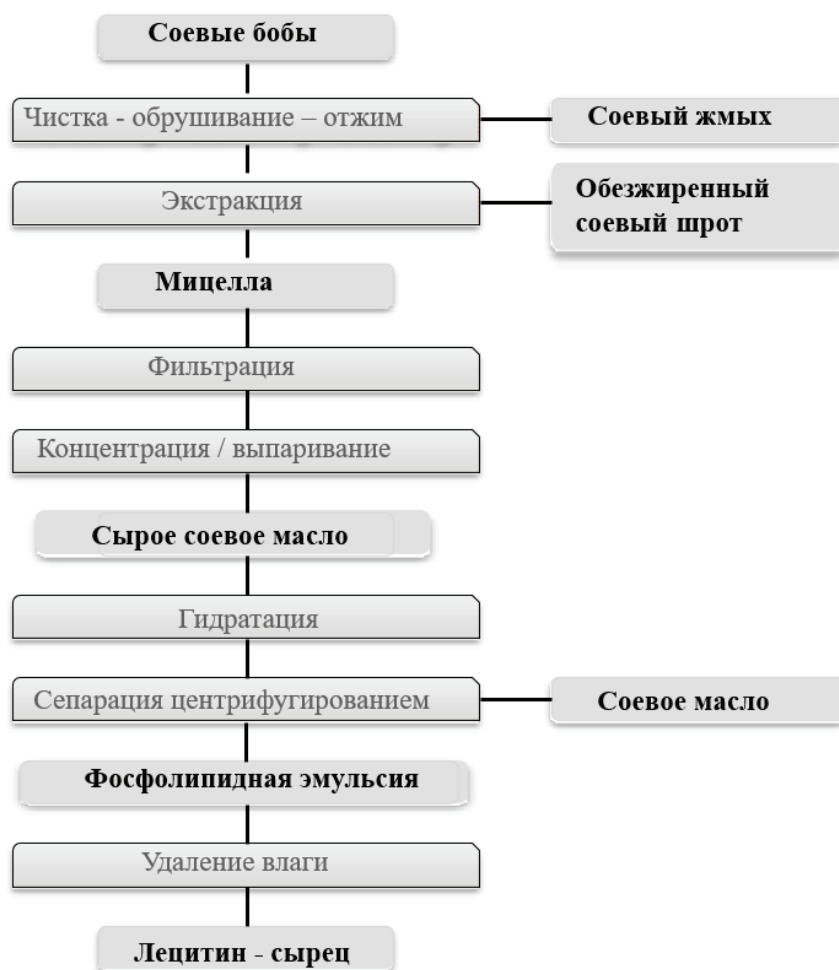 Соевые бобы
Чистка - обрушивание – отжим
Соевый жмых
Экстракция
Обезжиренный
соевый шрот
Мицелла
Фильтрация
Концентрация / выпаривание
Сырое соевое масло
Гидратация
Сепарация центрифугированием
Соевое масло
Фосфолипидная эмульсия
Удаление влаги
Лецитин - сырец